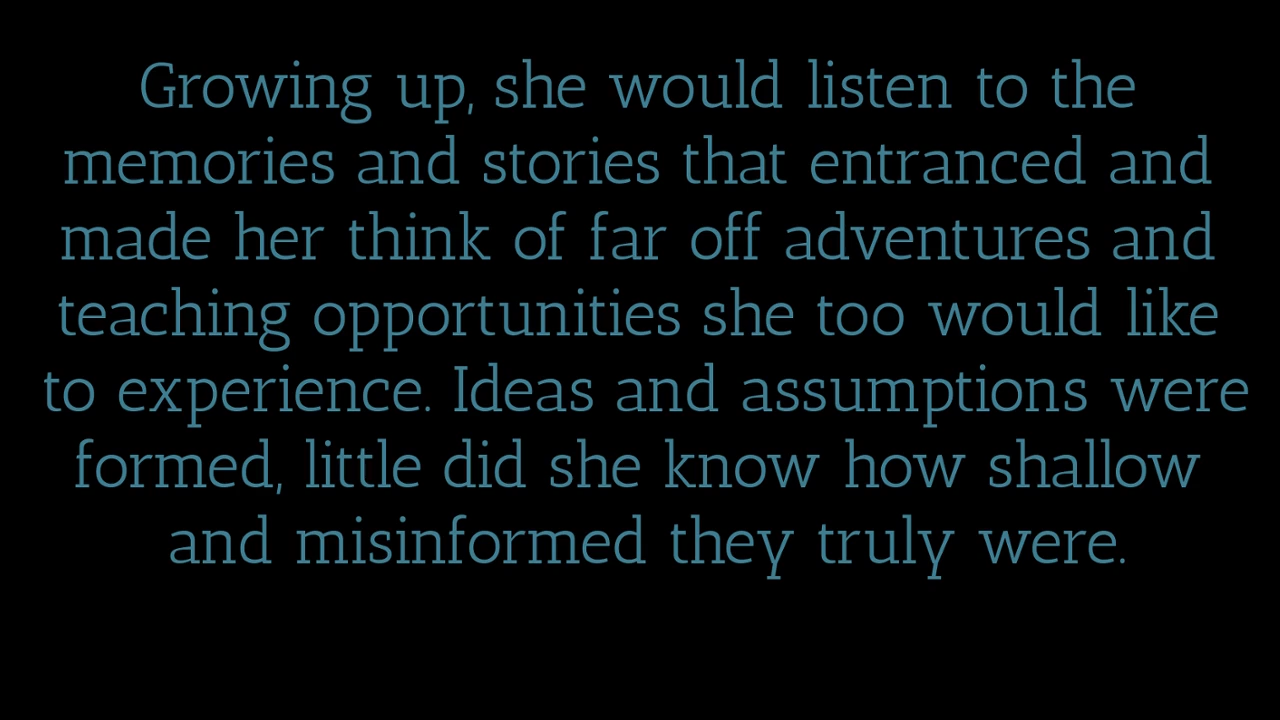 Growing up, she would listen to the
memories and stories that entranced and
made her think of far off adventures and
teaching opportunities she too would like
to experience. Ideas and assumptions were
formed, little did she know how shallow
and misinformed they truly were.